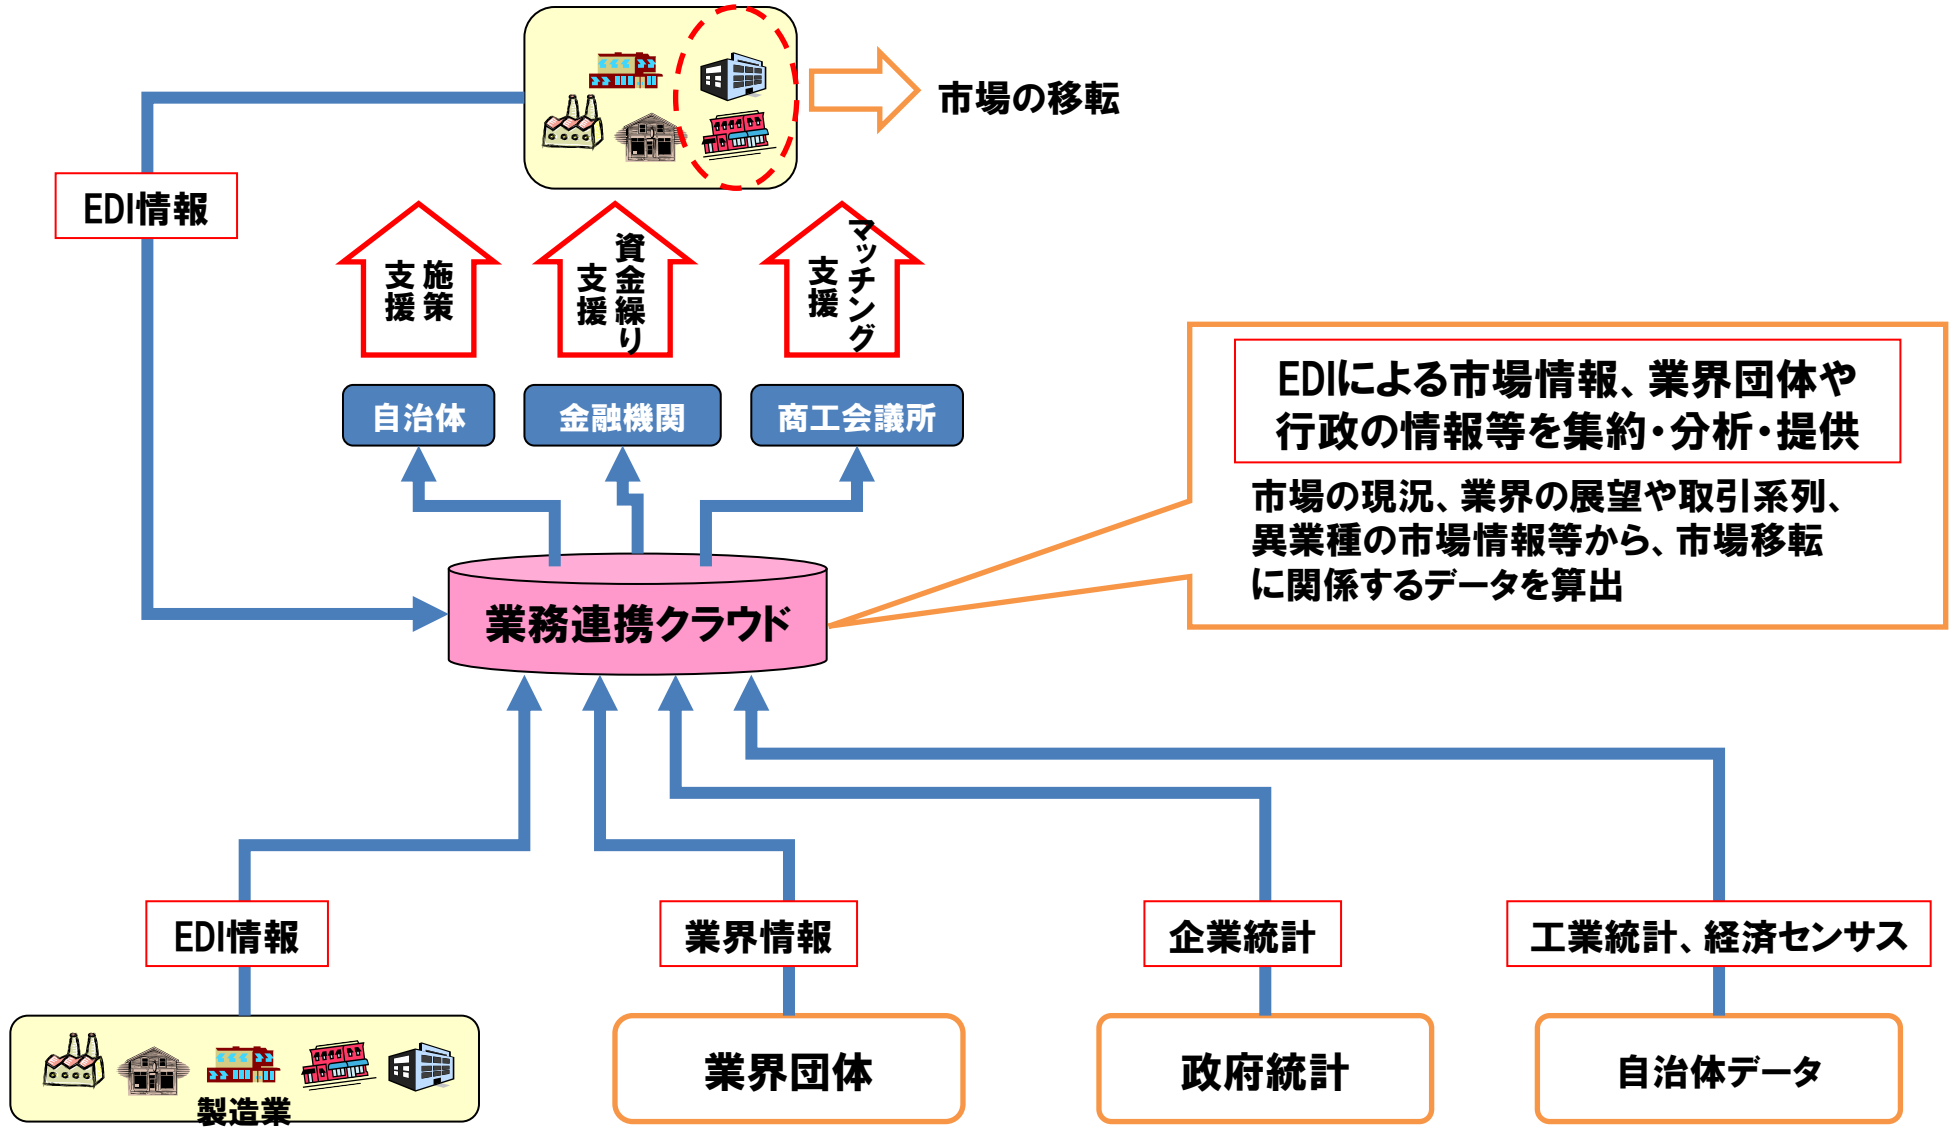 市場の移転
EDI情報
施策
支援
資金繰り
支援
マッチング
支援
自治体
金融機関
商工会議所
EDIによる市場情報、業界団体や
行政の情報等を集約・分析・提供
市場の現況、業界の展望や取引系列、
異業種の市場情報等から、市場移転
に関係するデータを算出
業務連携クラウド
EDI情報
業界情報
企業統計
工業統計、経済センサス
製造業
業界団体
政府統計
自治体データ